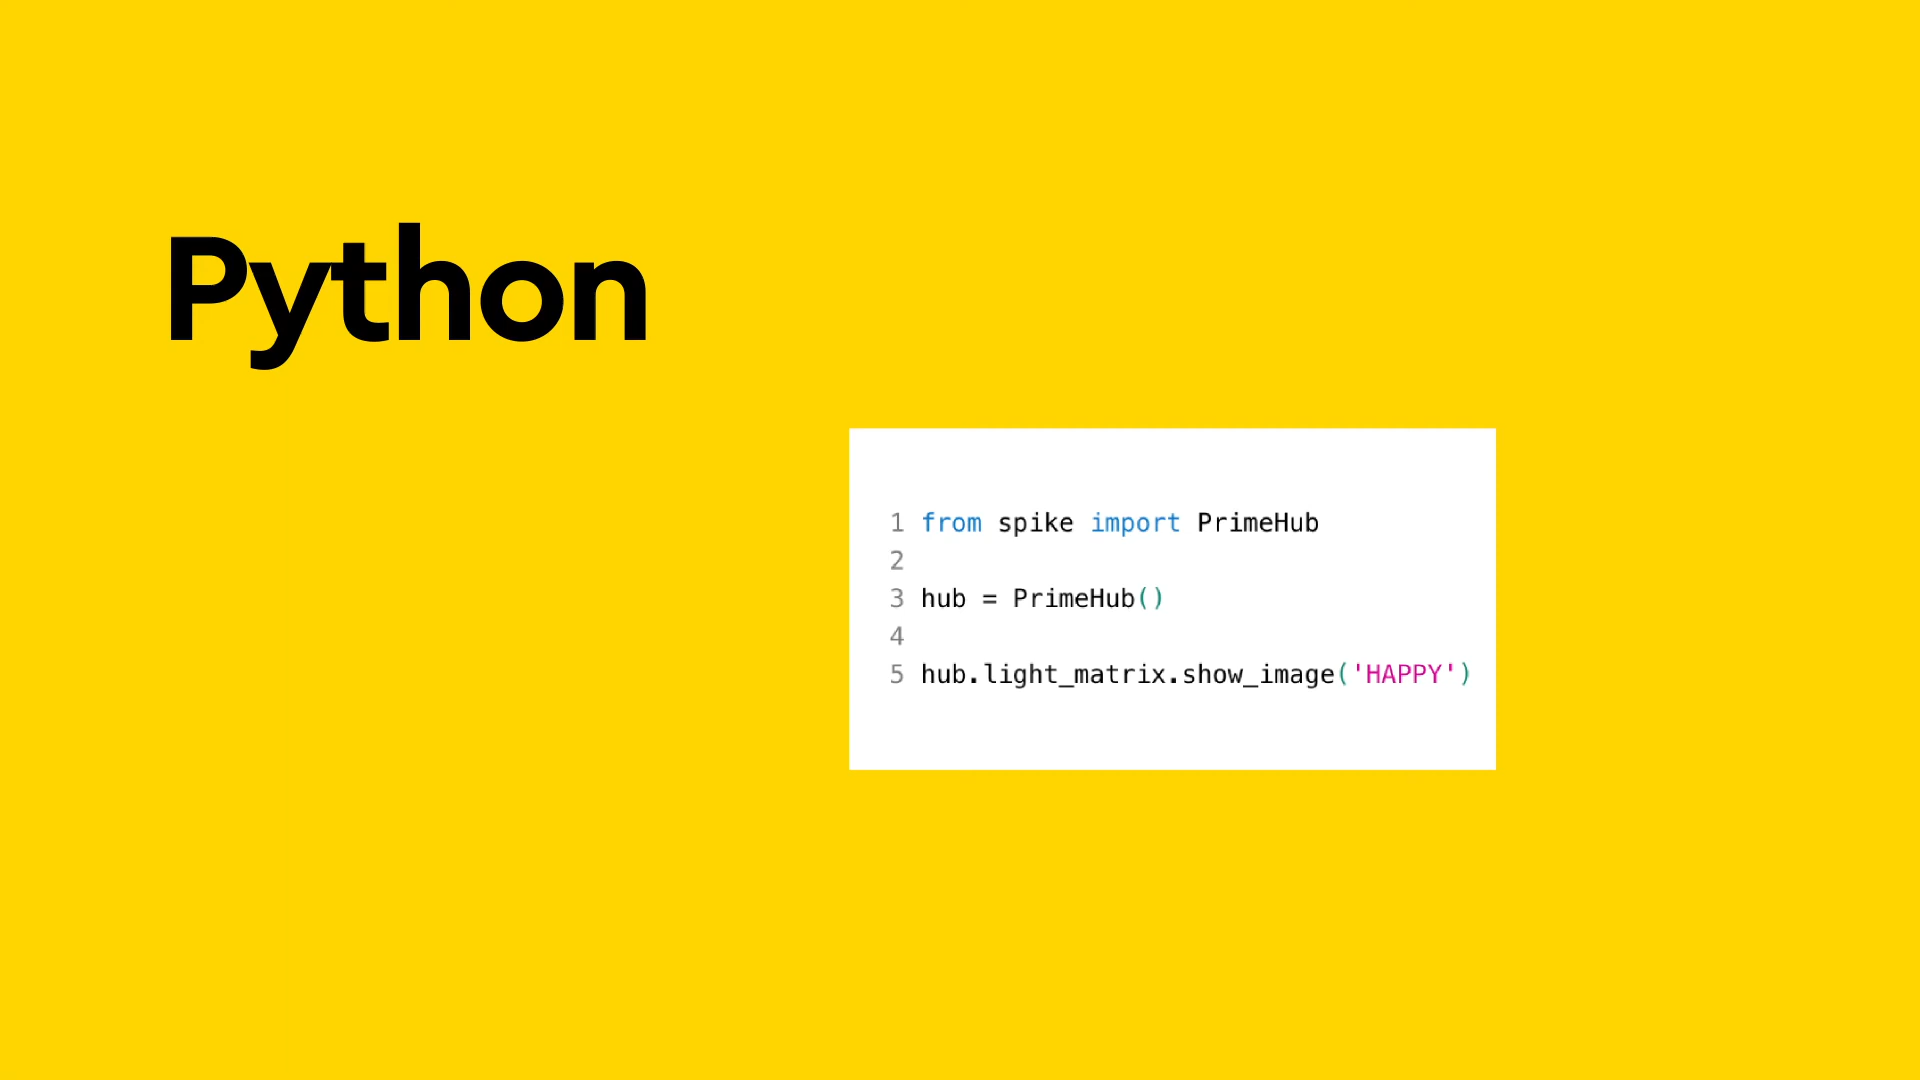 Python
1 from spike import PrimeHub
2
3 hub = PrimeHub()
4
5 hub.light_matrix.show_image('HAPPY')